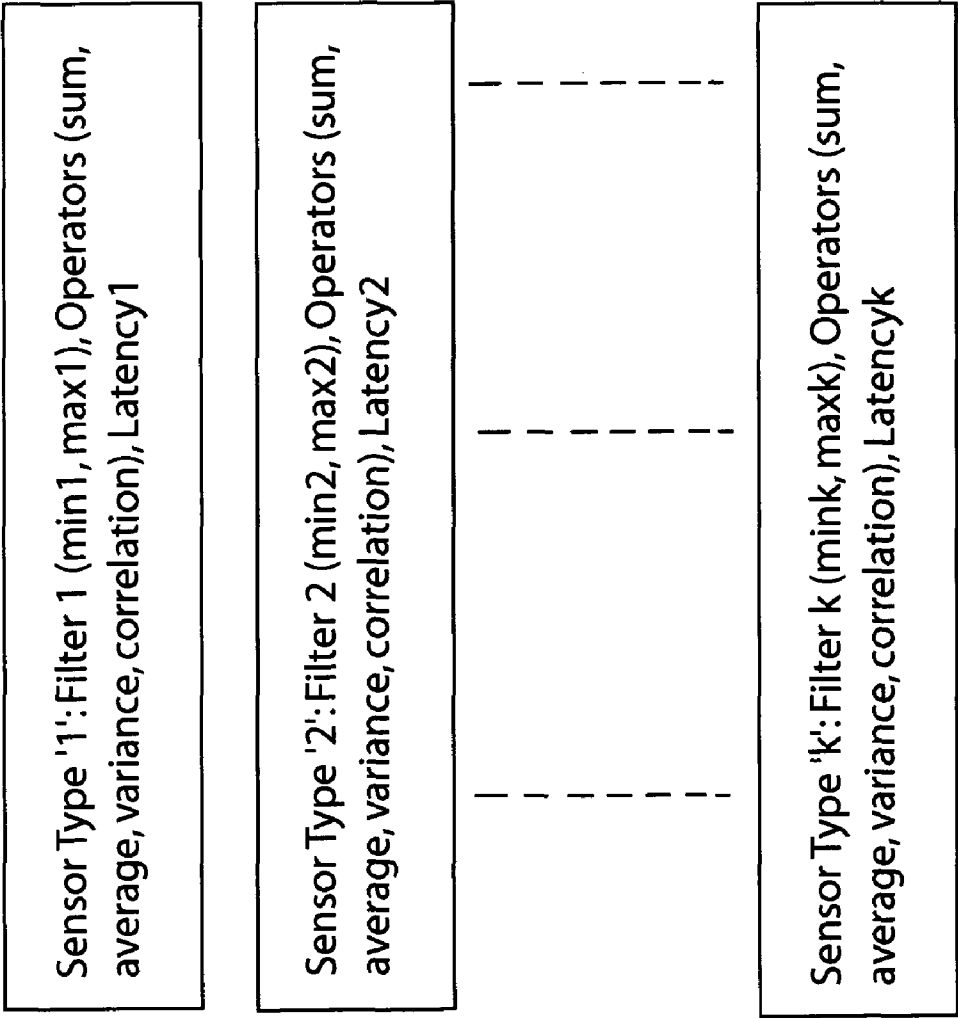 Sensor Type '1': Filter 1 (min1, max1), Operators (sum,
average, variance, correlation), Latency1
Sensor Type '2': Filter 2 (min2, max2), Operators (sum,
average, variance, correlation), Latency2
Sensor Type 'k': Filter k (mink, maxk), Operators (sum,
average, variance, correlation), Latencyk